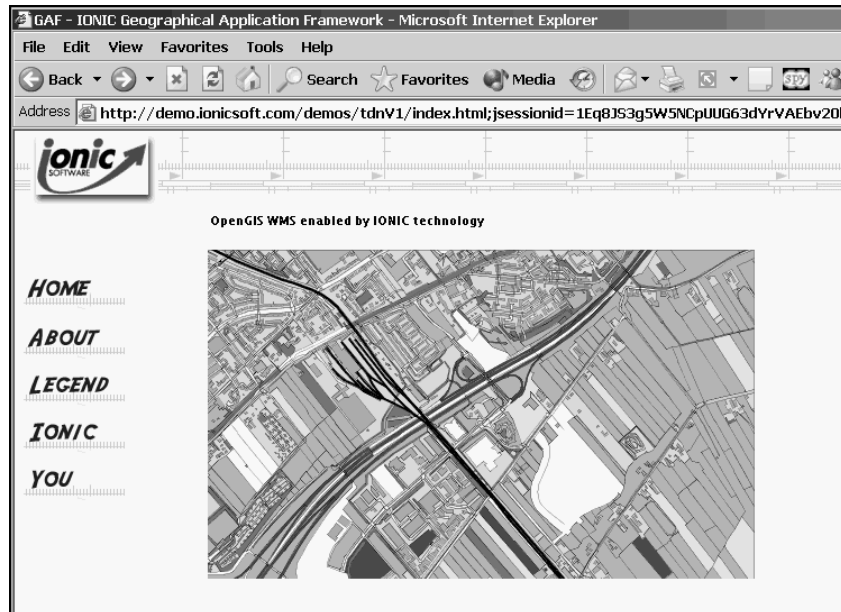 GAF - IONIC Geographical Application Framework - Microsoft Internet Explorer
File Edit View Favorites Tools Help
Back Search Favorites Media
SPY
Address http://demo.ionicsoft.com/demos/tdnV1/index.html;jsessionid=1Eq8JS3g5W5NCpUUG63dYrVAEbv20
ionic
SOFTWARE
OpenGIS WMS enabled by IONIC technology
HOME
ABOUT
LEGEND
IONIC
YOU